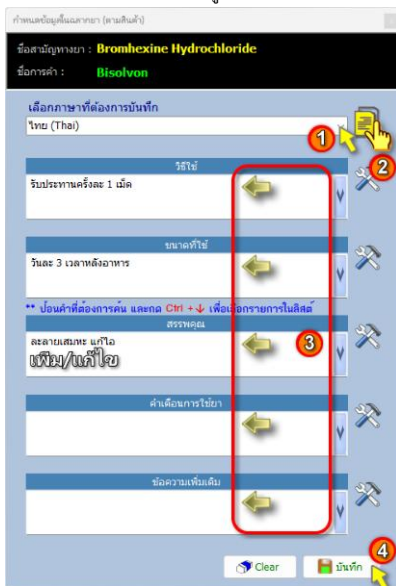 กำหนดข้อมูลในฉลากยา (ตามสินค้า)
ชื่อสามัญทางยา : Bromhexine Hydrochloride
ชื่อการค้า : Bisolvon
เลือกภาษาที่ต้องการบันทึก
ไทย (Thai)
1
2
วิธีใช้
รับประทานครั้งละ 1 เม็ด
ขนาดที่ใช้
วันละ 3 เวลาหลังอาหาร
** ป้อนคำที่ต้องการค้น และกด Ctrl +↓ เพื่อเลือกรายการในลิสต์
สรรพคุณ
ละลายเสมหะ แก้ไอ
3
เพิ่ม/แก้ไข
คำเตือนการใช้ยา
ข้อความเพิ่มเติม
4
Clear
บันทึก